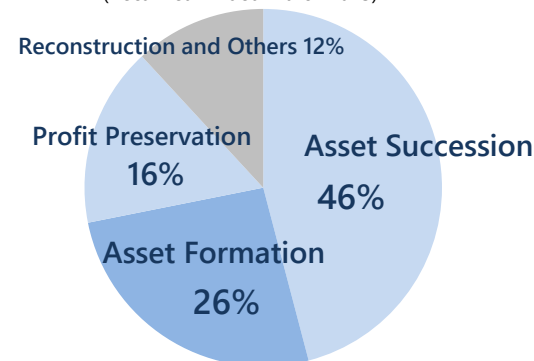 Reconstruction and Others 12%
Profit Preservation
16%
Asset Succession
46%
Asset Formation
26%